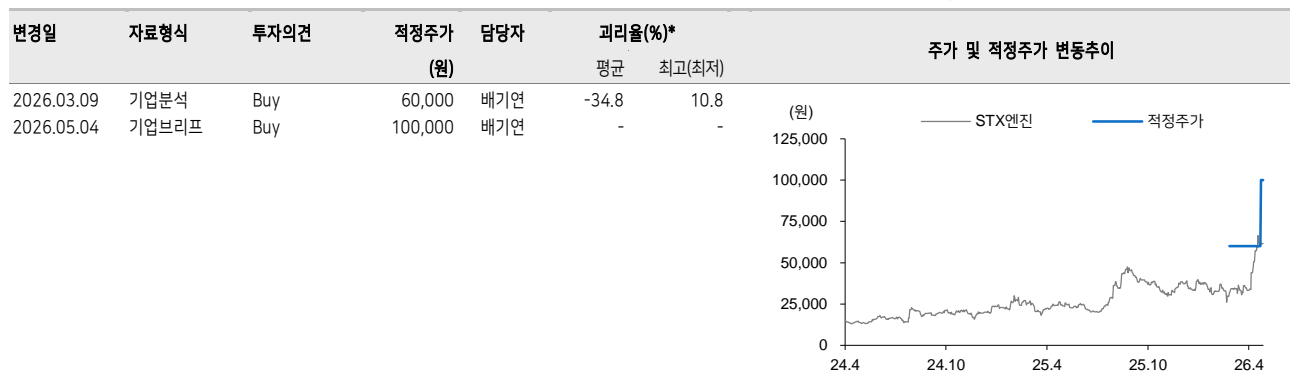 변경일 자료형식 투자의견 적정주가 담당자 괴리율(%)* 주가 및 적정주가 변동추이
(원) 평균 최고(최저)
2026.03.09 기업분석 Buy 60,000 배기연 -34.8 10.8
2026.05.04 기업브리프 Buy 100,000 배기연 - -
(원)
STX엔진 적정주가
125,000
100,000
75,000
50,000
25,000
0
24.4 24.10 25.4 25.10 26.4